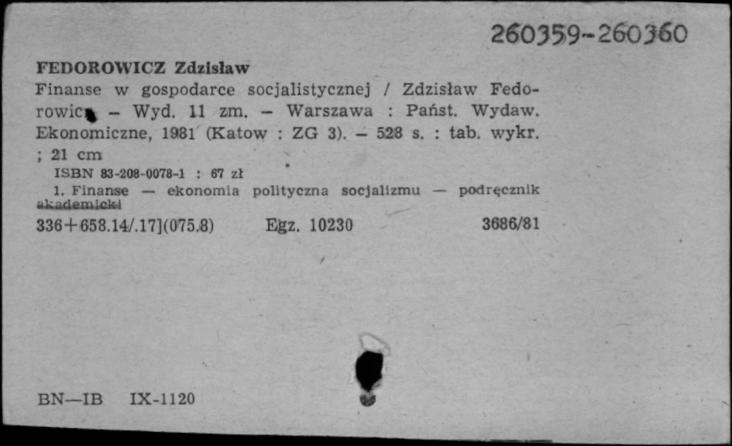 260359-260360
FEDOROWICZ Zdzisław
Finanse w gospodarce socjalistycznej / Zdzisław Fedo-
rowicz — Wyd. 11 zm. — Warszawa : Państ. Wydaw.
Ekonomiczne, 1981 (Katow : ZG 3). — 528 s. : tab. wykr.
; 21 cm
ISBN 83-208-0078-1 : 67 zł
1. Finanse — ekonomia polityczna socjalizmu — podręcznik
akademicki
336+658.14/.17](075.8) Egz. 10230 3686/81
BN—IB IX-1120